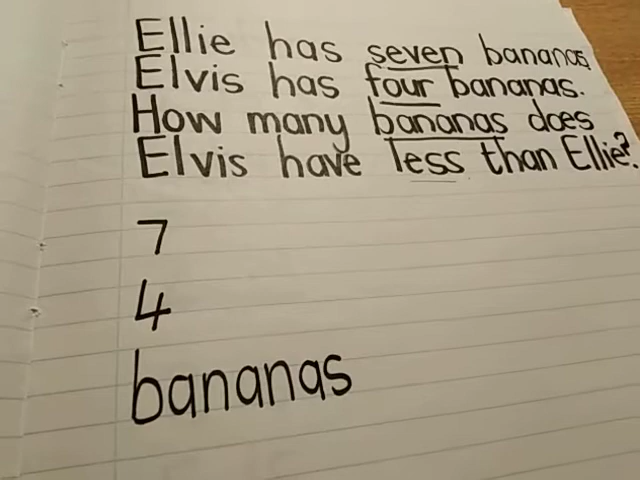 Ellie has seven bananas.
Elvis has four bananas.
How many bananas does
Elvis have less than Ellie?
7
4
bananas